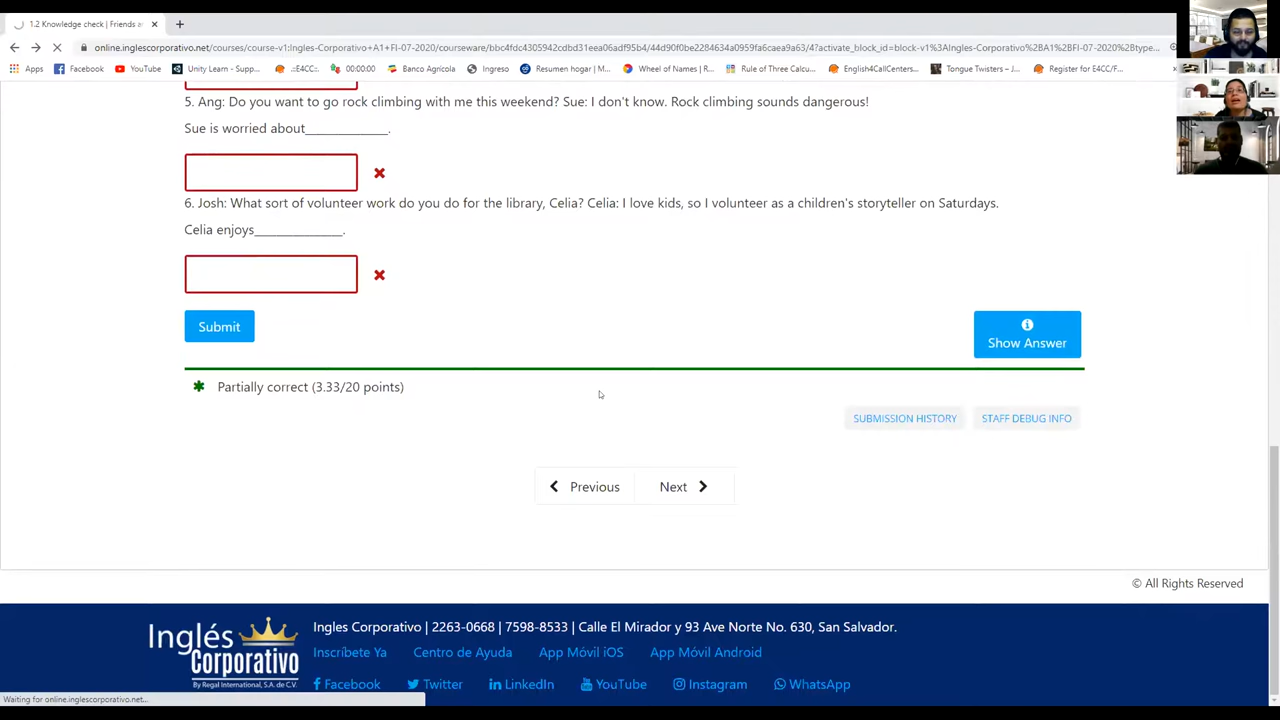 1.2 Knowledge check | Friends a
online.inglescorporativo.net/courses/course-v1:Ingles-Corporativo+A1+FI-07-2020/courseware/bbc4fdc4305942cdbd31eea06adf95b4/44d90f0be2284634a0959fa6caea9a63/4?activate_block_id=block-v1%3AIngles-Corporativo%2BA1%2BFI-07-2020%2Btype...
Apps Facebook YouTube Unity Learn - Supp... .::E4CC::. 00:00:00 Banco Agrícola Ingreso Resumen hogar | M... Wheel of Names | R... Rule of Three Calcu... English4CallCenters... Tongue Twisters – J... Register for E4CC/F...
5. Ang: Do you want to go rock climbing with me this weekend? Sue: I don't know. Rock climbing sounds dangerous!
Sue is worried about_____________.
6. Josh: What sort of volunteer work do you do for the library, Celia? Celia: I love kids, so I volunteer as a children's storyteller on Saturdays.
Celia enjoys______________.
Submit
Show Answer
Partially correct (3.33/20 points)
SUBMISSION HISTORY STAFF DEBUG INFO
Previous Next
© All Rights Reserved
Inglés Corporativo
By Regal International, S.A. de C.V.
Ingles Corporativo | 2263-0668 | 7598-8533 | Calle El Mirador y 93 Ave Norte No. 630, San Salvador.
Inscríbete Ya Centro de Ayuda App Móvil iOS App Móvil Android
Facebook Twitter LinkedIn YouTube Instagram WhatsApp
Waiting for online.inglescorporativo.net...